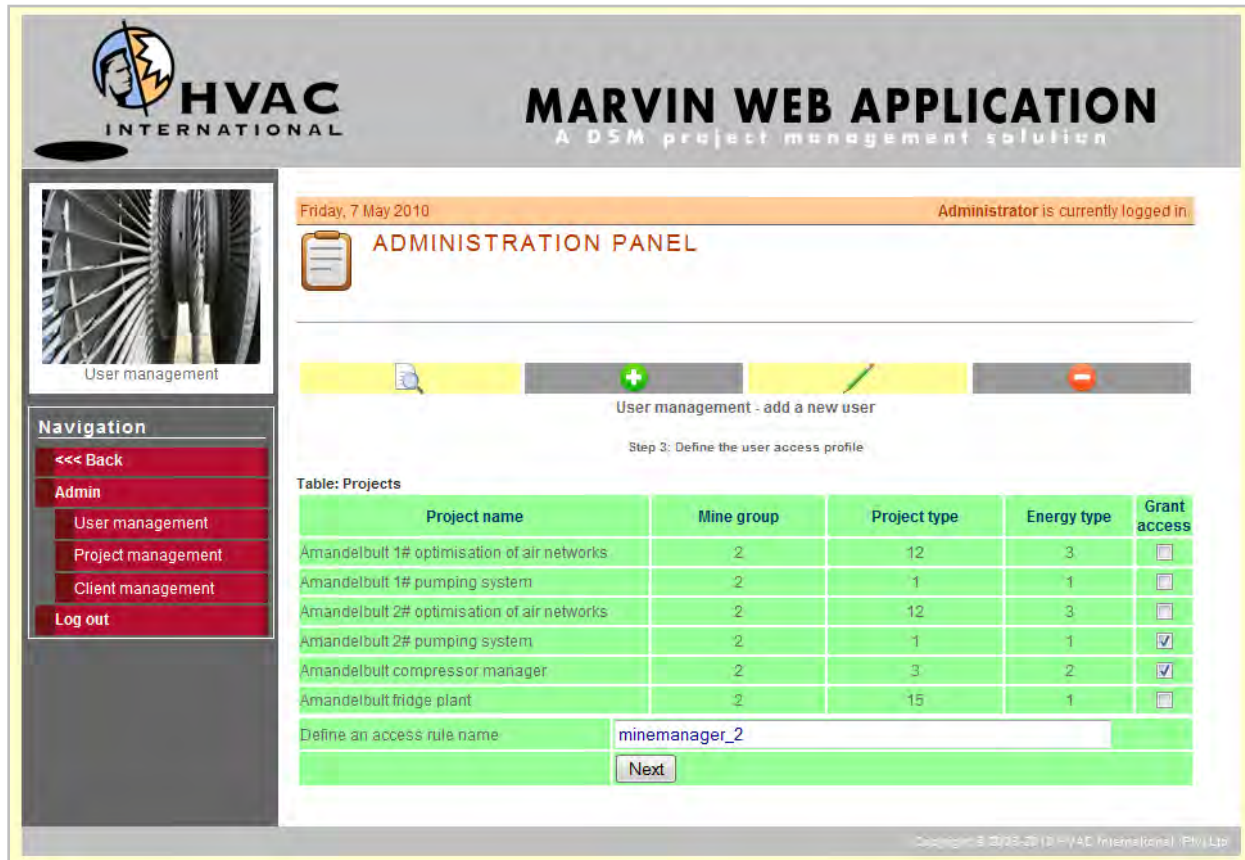 HVAC
INTERNATIONAL
MARVIN WEB APPLICATION
A DSM project management solution
User management
Navigation
<<< Back
Admin
User management
Project management
Client management
Log out
Friday, 7 May 2010 Administrator is currently logged in.
ADMINISTRATION PANEL
User management - add a new user
Step 3: Define the user access profile
Table: Projects
Project name Mine group Project type Energy type Grant access
Amandelbult 1# optimisation of air networks 2 12 3
Amandelbult 1# pumping system 2 1 1
Amandelbult 2# optimisation of air networks 2 12 3
Amandelbult 2# pumping system 2 1 1
Amandelbult compressor manager 2 3 2
Amandelbult fridge plant 2 15 1
Define an access rule name minemanager_2
Next
HVAC International (Pty) Ltd